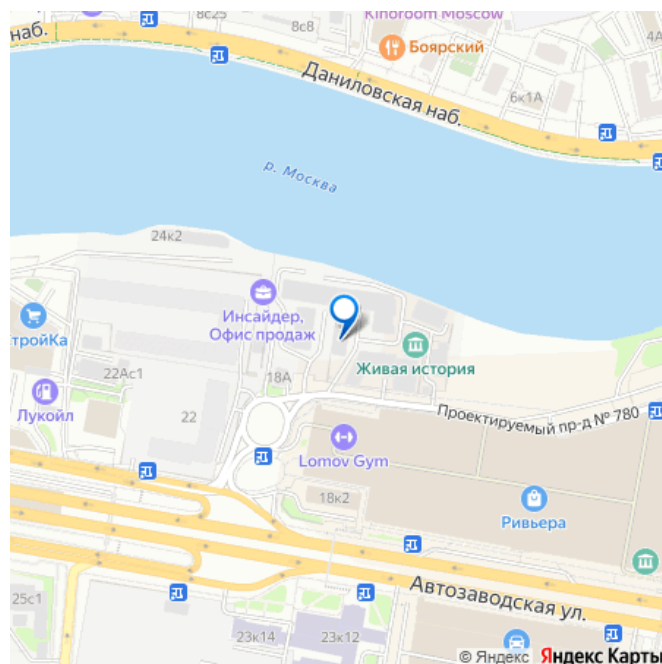 8с25
8с8
Kinoroom Moscow
наб.
Боярский
4А
Даниловская наб.
6к1А
р. Москва
24к2
Инсайдер,
Офис продаж
тройКа
Живая история
22Ас1
18А
Лукойл
22
Проектируемый пр-д № 780
Lomov Gym
18к2
Ривьера
Автозаводская ул.
25с1
23к14
23к12
© Яндекс Яндекс Карты